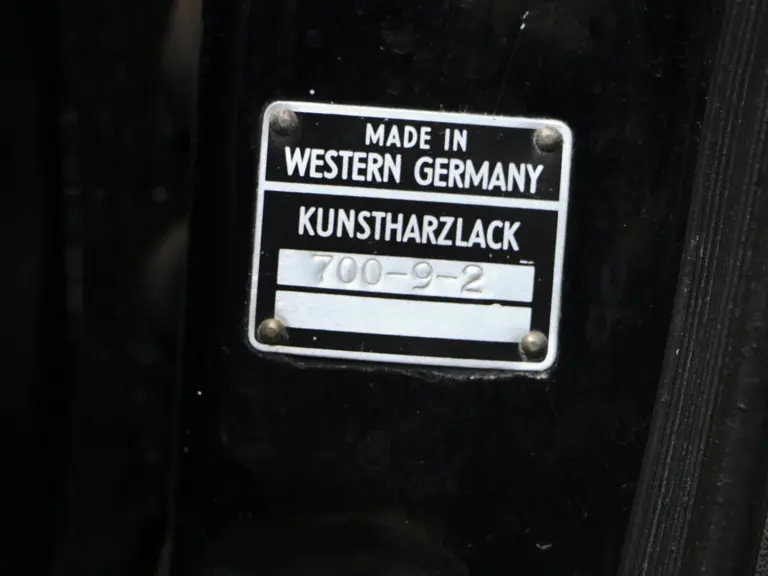 MADE IN
WESTERN GERMANY
KUNSTHARZLACK
700-9-2